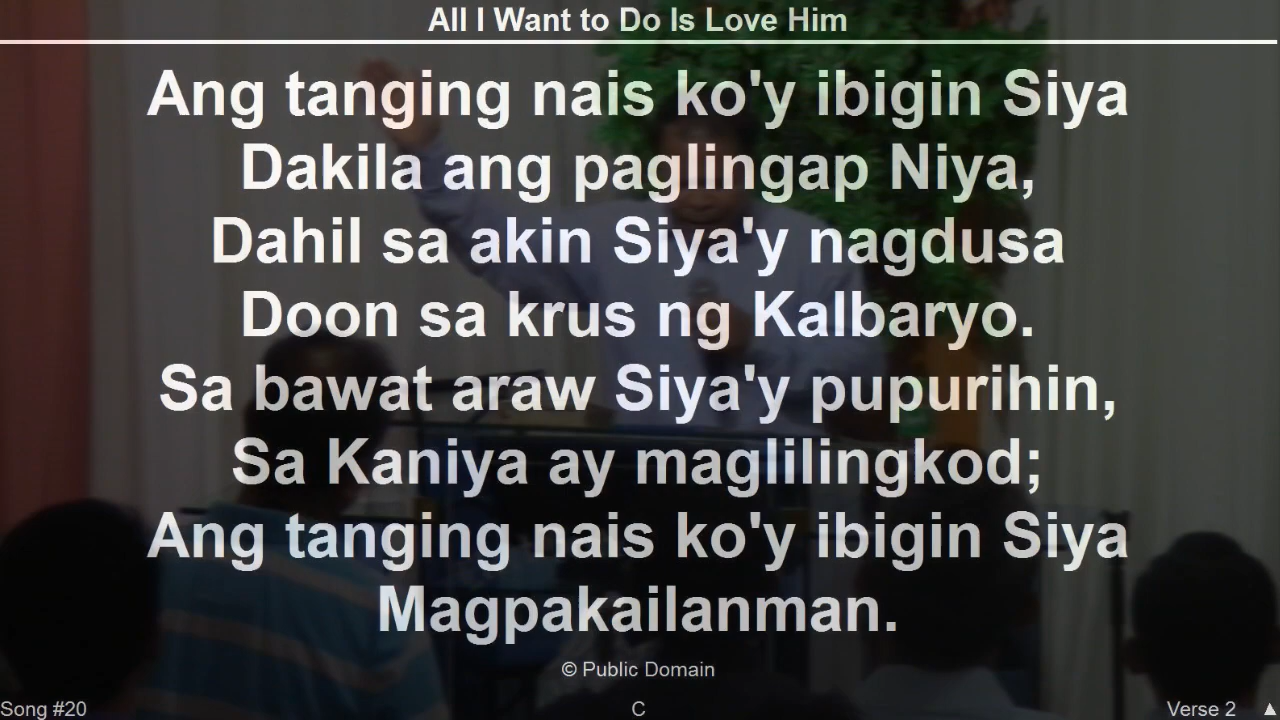 All I Want to Do Is Love Him
Ang tanging nais ko'y ibigin Siya
Dakila ang paglingap Niya,
Dahil sa akin Siya'y nagdusa
Doon sa krus ng Kalbaryo.
Sa bawat araw Siya'y pupurihin,
Sa Kaniya ay maglilingkod;
Ang tanging nais ko'y ibigin Siya
Magpakailanman.
© Public Domain
Song #20 C Verse 2 ▲